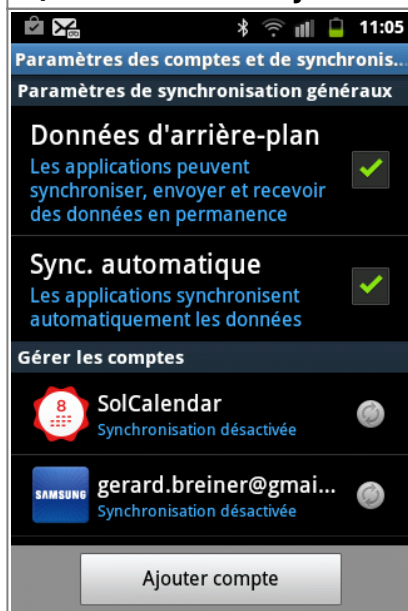 11:05
Paramètres des comptes et de synchronis...
Paramètres de synchronisation généraux
Données d'arrière-plan
Les applications peuvent
synchroniser, envoyer et recevoir
des données en permanence
Sync. automatique
Les applications synchronisent
automatiquement les données
Gérer les comptes
8
SolCalendar
Synchronisation désactivée
SAMSUNG
gerard.breiner@gmai...
Synchronisation désactivée
Ajouter compte